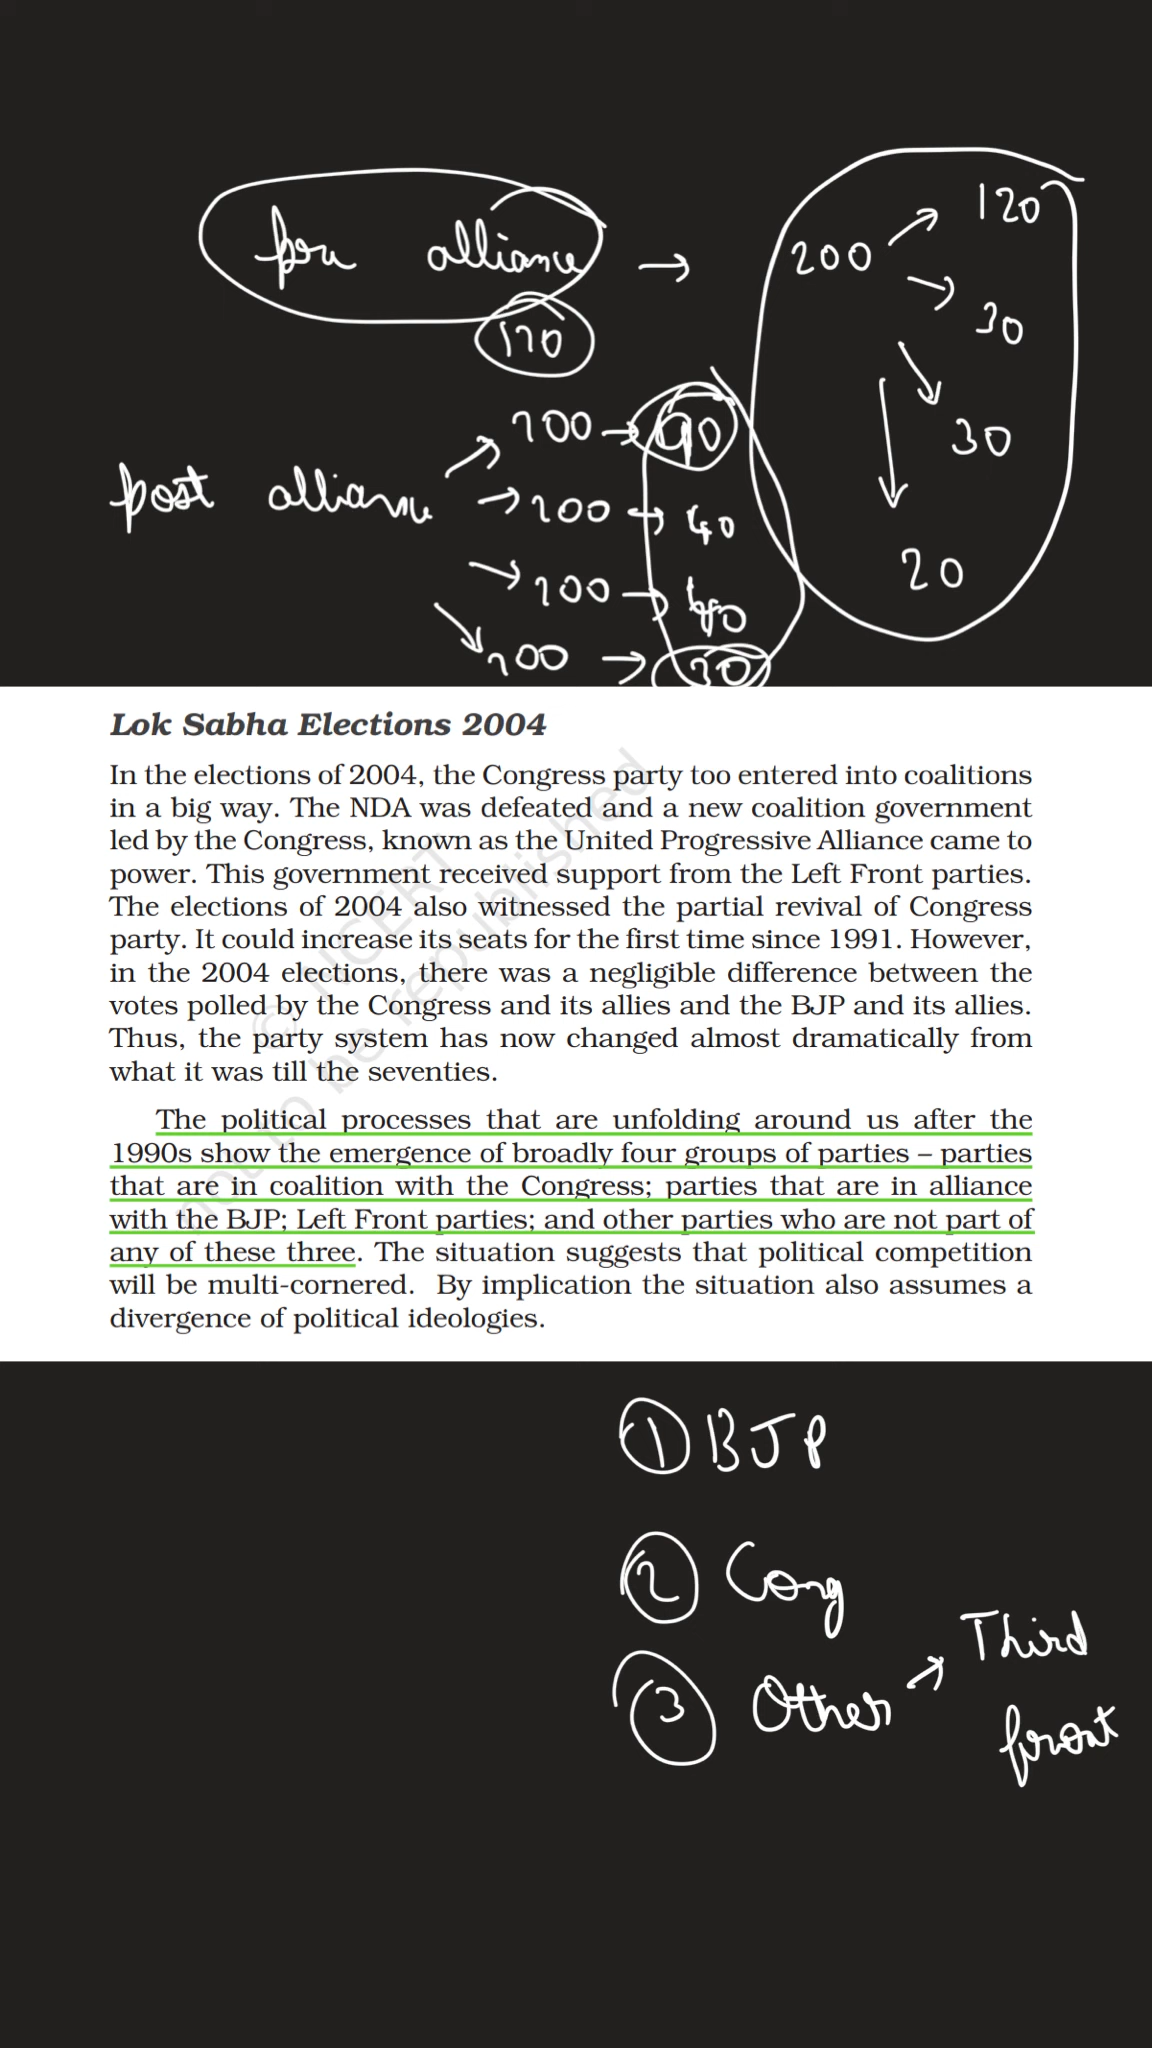 pre alliance → 200 → 120
→ 30
170
30
post alliance → 200 → 90
→ 200 → 40
→ 200 → 40
→ 200 → 30
20
Lok Sabha Elections 2004
In the elections of 2004, the Congress party too entered into coalitions
in a big way. The NDA was defeated and a new coalition government
led by the Congress, known as the United Progressive Alliance came to
power. This government received support from the Left Front parties.
The elections of 2004 also witnessed the partial revival of Congress
party. It could increase its seats for the first time since 1991. However,
in the 2004 elections, there was a negligible difference between the
votes polled by the Congress and its allies and the BJP and its allies.
Thus, the party system has now changed almost dramatically from
what it was till the seventies.
The political processes that are unfolding around us after the
1990s show the emergence of broadly four groups of parties – parties
that are in coalition with the Congress; parties that are in alliance
with the BJP; Left Front parties; and other parties who are not part of
any of these three. The situation suggests that political competition
will be multi-cornered. By implication the situation also assumes a
divergence of political ideologies.
© NCERT
not to be republished
1 BJP
2 Cong
3 Other → Third
front